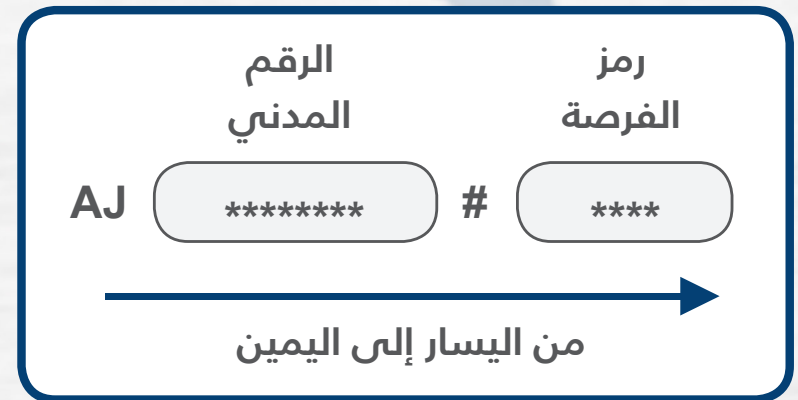 الرقم
المدني
رمز
الفرصة
AJ ******** # ****
من اليسار إلى اليمين